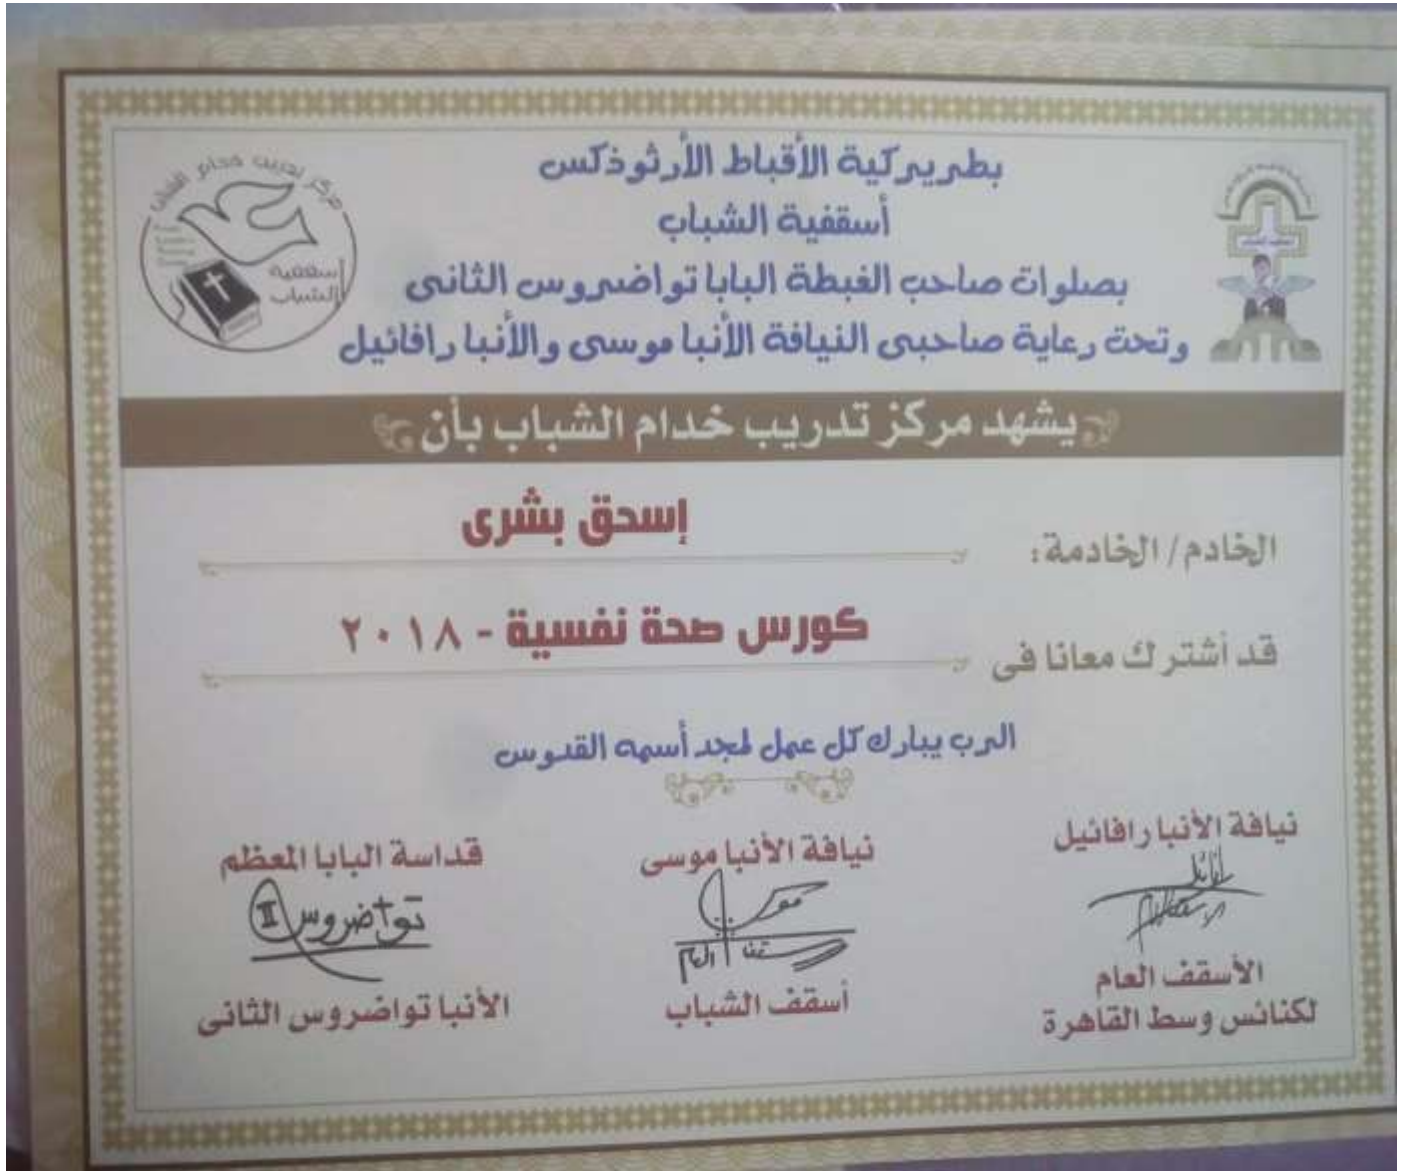 بطريركية الأقباط الأرثوذكس
أسقفية الشباب
بصلوات صاحب الغبطة البابا تواضروس الثانى
وتحت رعاية صاحبى النيافة الأنبا موسى والأنبا رافائيل
مركز تدريب خدام الشباب
أسقفية
الشباب
يشهد مركز تدريب خدام الشباب بأن
الخادم / الخادمة: إسحق بشرى
قد أشترك معانا فى كورس صحة نفسية - ٢٠١٨
الرب يبارك كل عمل لمجد أسمه القدوس
نيافة الأنبا رافائيل
الأسقف العام
لكنائس وسط القاهرة
نيافة الأنبا موسى
أسقف الشباب
قداسة البابا المعظم
تواضروس II
الأنبا تواضروس الثانى